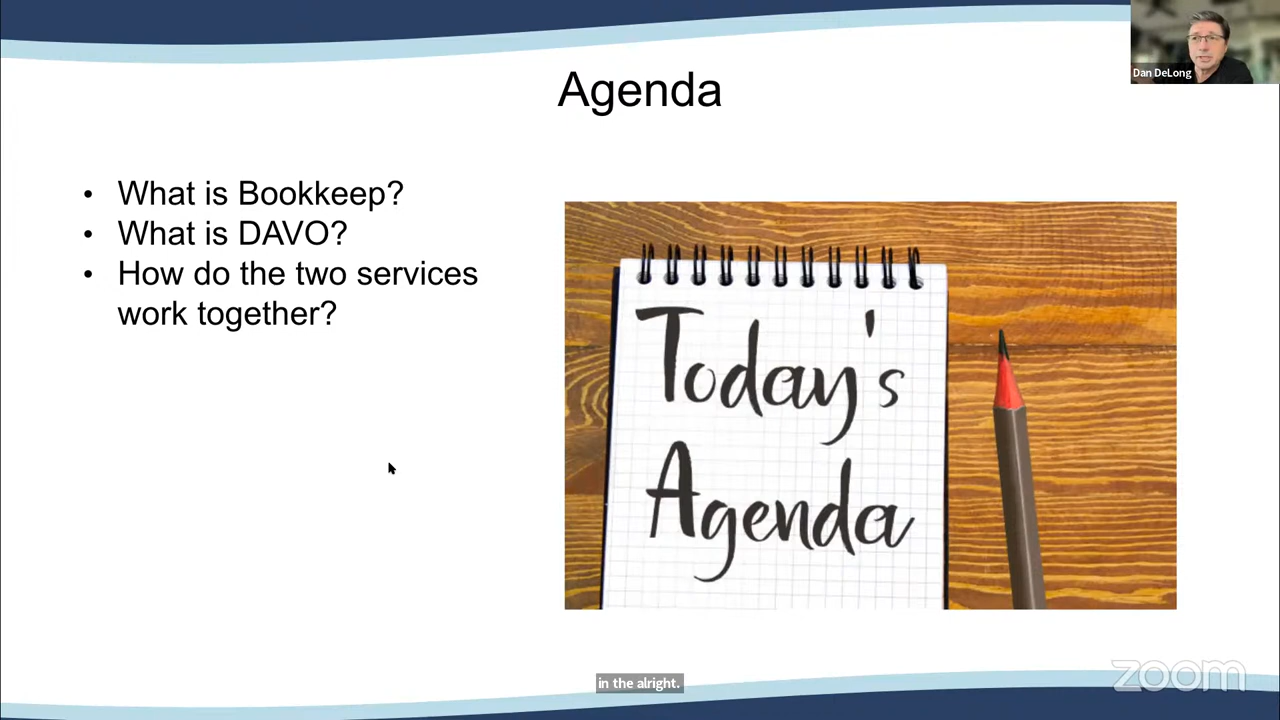 Agenda
Dan DeLong
• What is Bookkeep?
• What is DAVO?
• How do the two services
work together?
Today's
Agenda
in the alright.
zoom